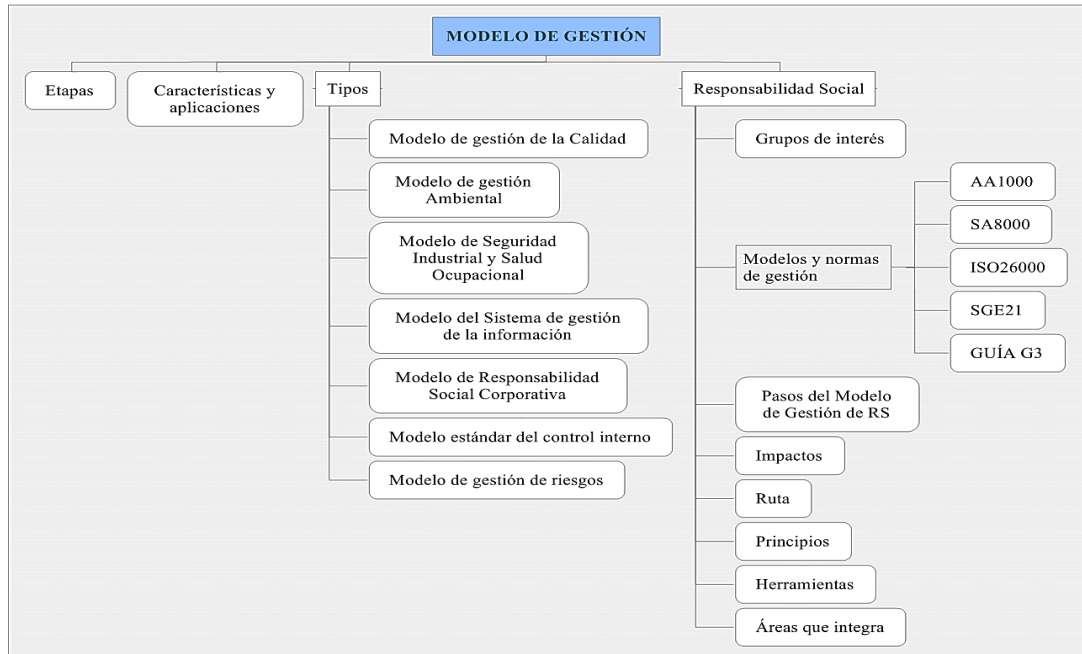 MODELO DE GESTIÓN
Etapas
Características y
aplicaciones
Tipos
Modelo de gestión de la Calidad
Modelo de gestión
Ambiental
Modelo de Seguridad
Industrial y Salud
Ocupacional
Modelo del Sistema de gestión
de la información
Modelo de Responsabilidad
Social Corporativa
Modelo estándar del control interno
Modelo de gestión de riesgos
Responsabilidad Social
Grupos de interés
Modelos y normas
de gestión
AA1000
SA8000
ISO26000
SGE21
GUÍA G3
Pasos del Modelo
de Gestión de RS
Impactos
Ruta
Principios
Herramientas
Áreas que integra